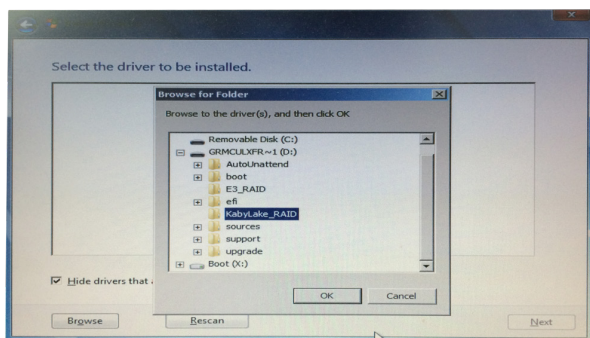 Select the driver to be installed.
Browse for Folder
Browse to the driver(s), and then click OK
Removable Disk (C:)
GRMCULXFR~1 (D:)
AutoUnattend
boot
E3_RAID
efi
KabyLake_RAID
sources
support
upgrade
Boot (X:)
Hide drivers that
OK Cancel
Browse Rescan Next